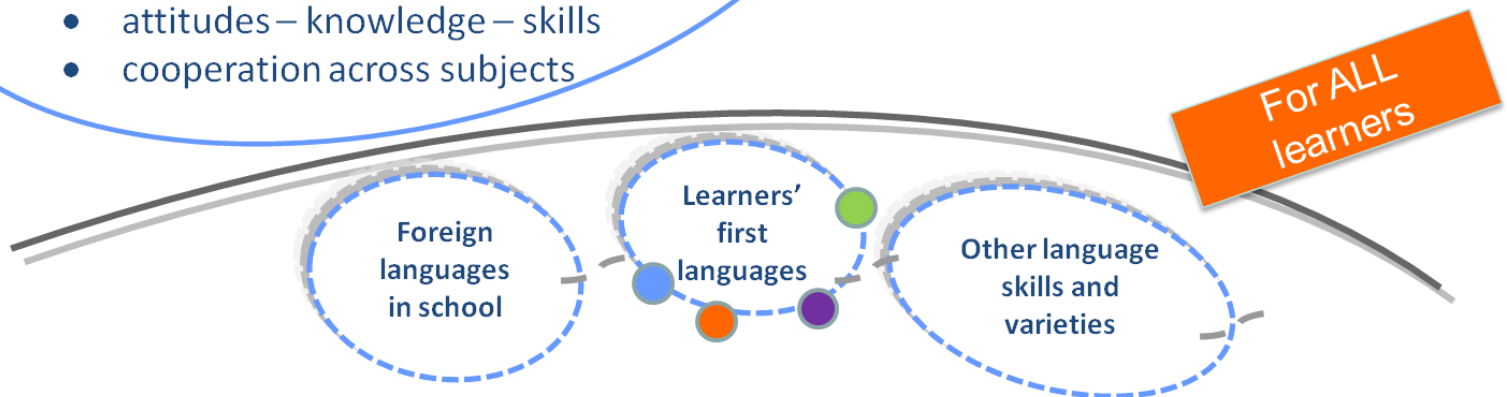 • attitudes – knowledge – skills
• cooperation across subjects
For ALL
learners
Foreign
languages
in school
Learners’
first
languages
Other language
skills and
varieties